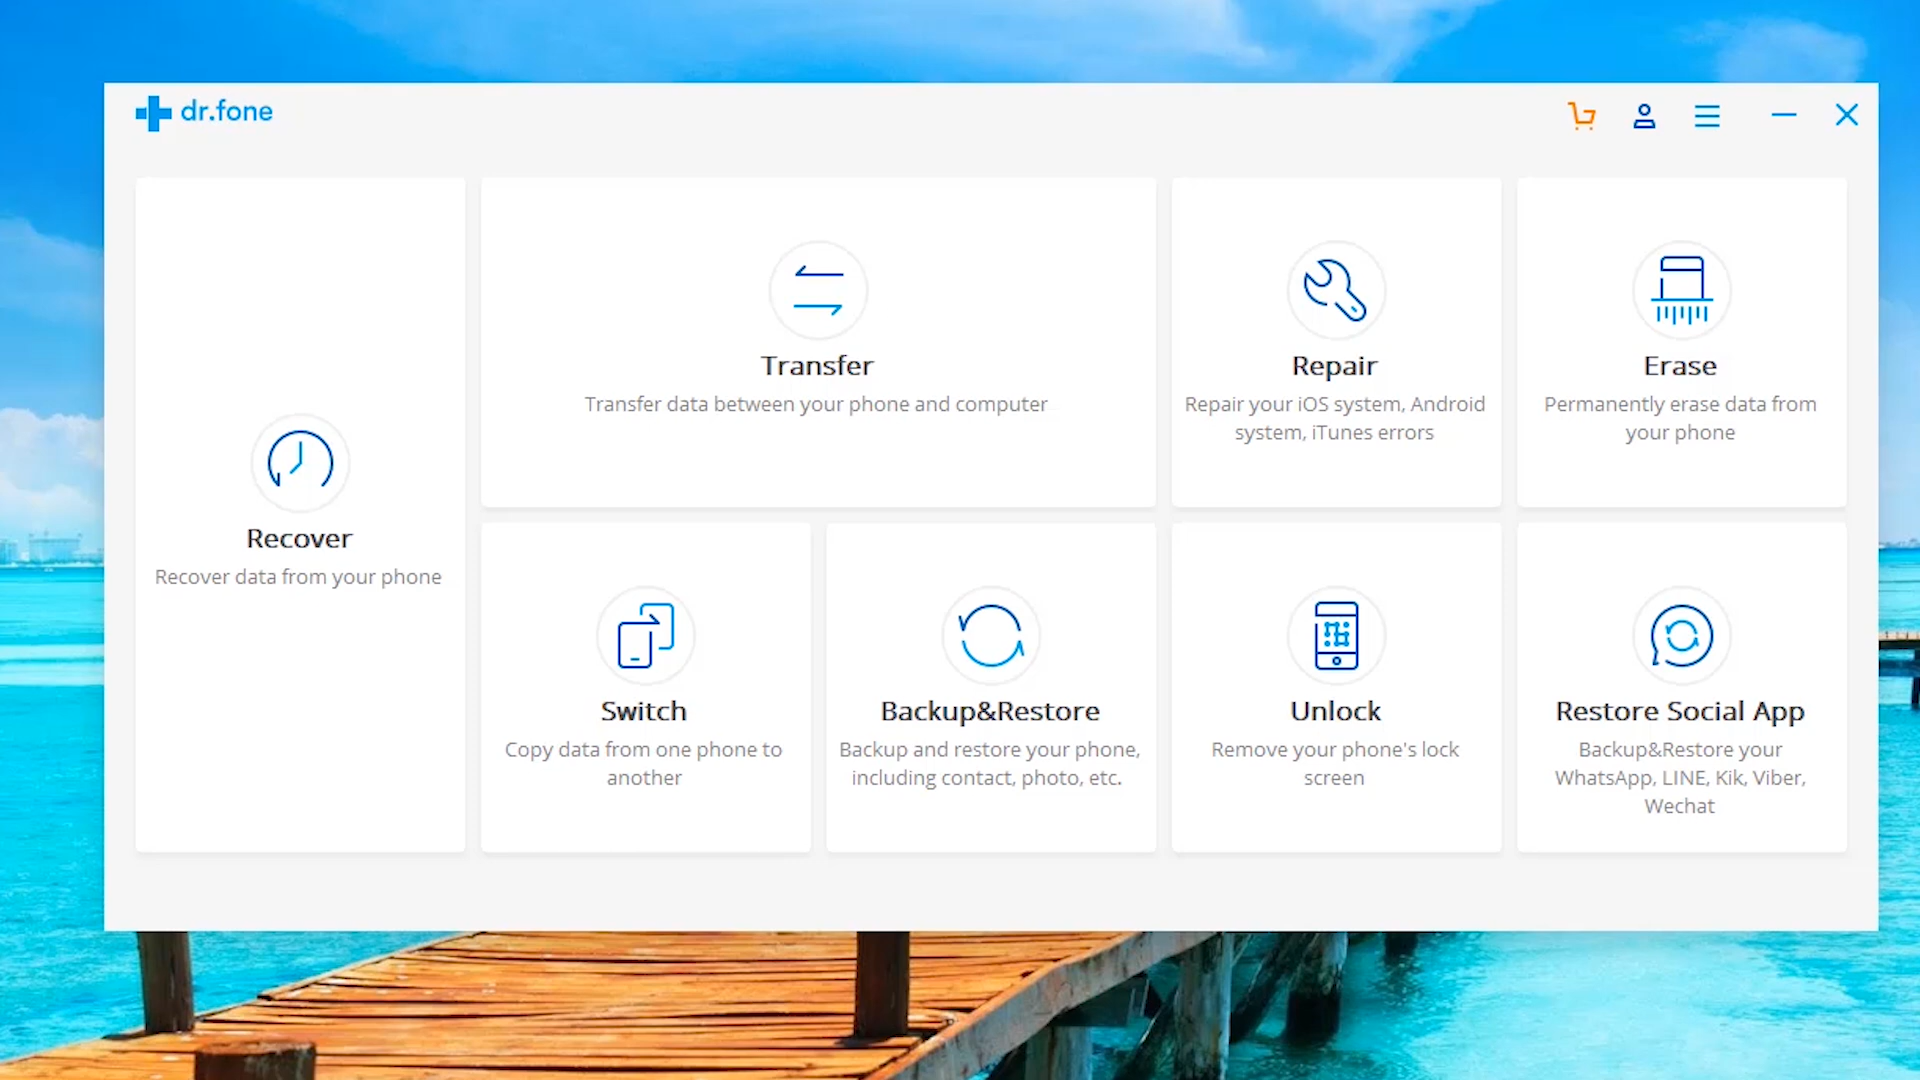 dr.fone
Recover
Recover data from your phone
Transfer
Transfer data between your phone and computer
Repair
Repair your iOS system, Android
system, iTunes errors
Erase
Permanently erase data from
your phone
Switch
Copy data from one phone to
another
Backup&Restore
Backup and restore your phone,
including contact, photo, etc.
Unlock
Remove your phone's lock
screen
Restore Social App
Backup&Restore your
WhatsApp, LINE, Kik, Viber,
Wechat